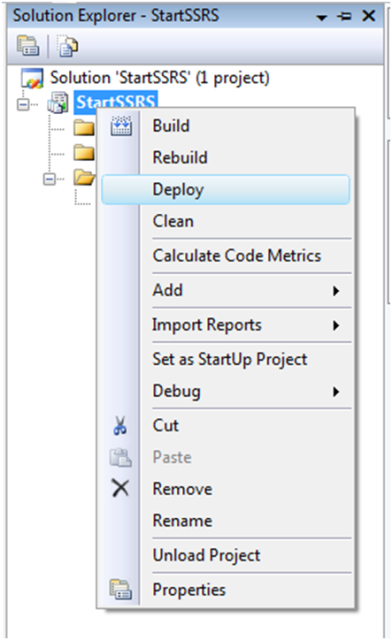 Solution Explorer - StartSSRS
Solution 'StartSSRS' (1 project)
StartSSRS
Build
Rebuild
Deploy
Clean
Calculate Code Metrics
Add
Import Reports
Set as StartUp Project
Debug
Cut
Paste
Remove
Rename
Unload Project
Properties